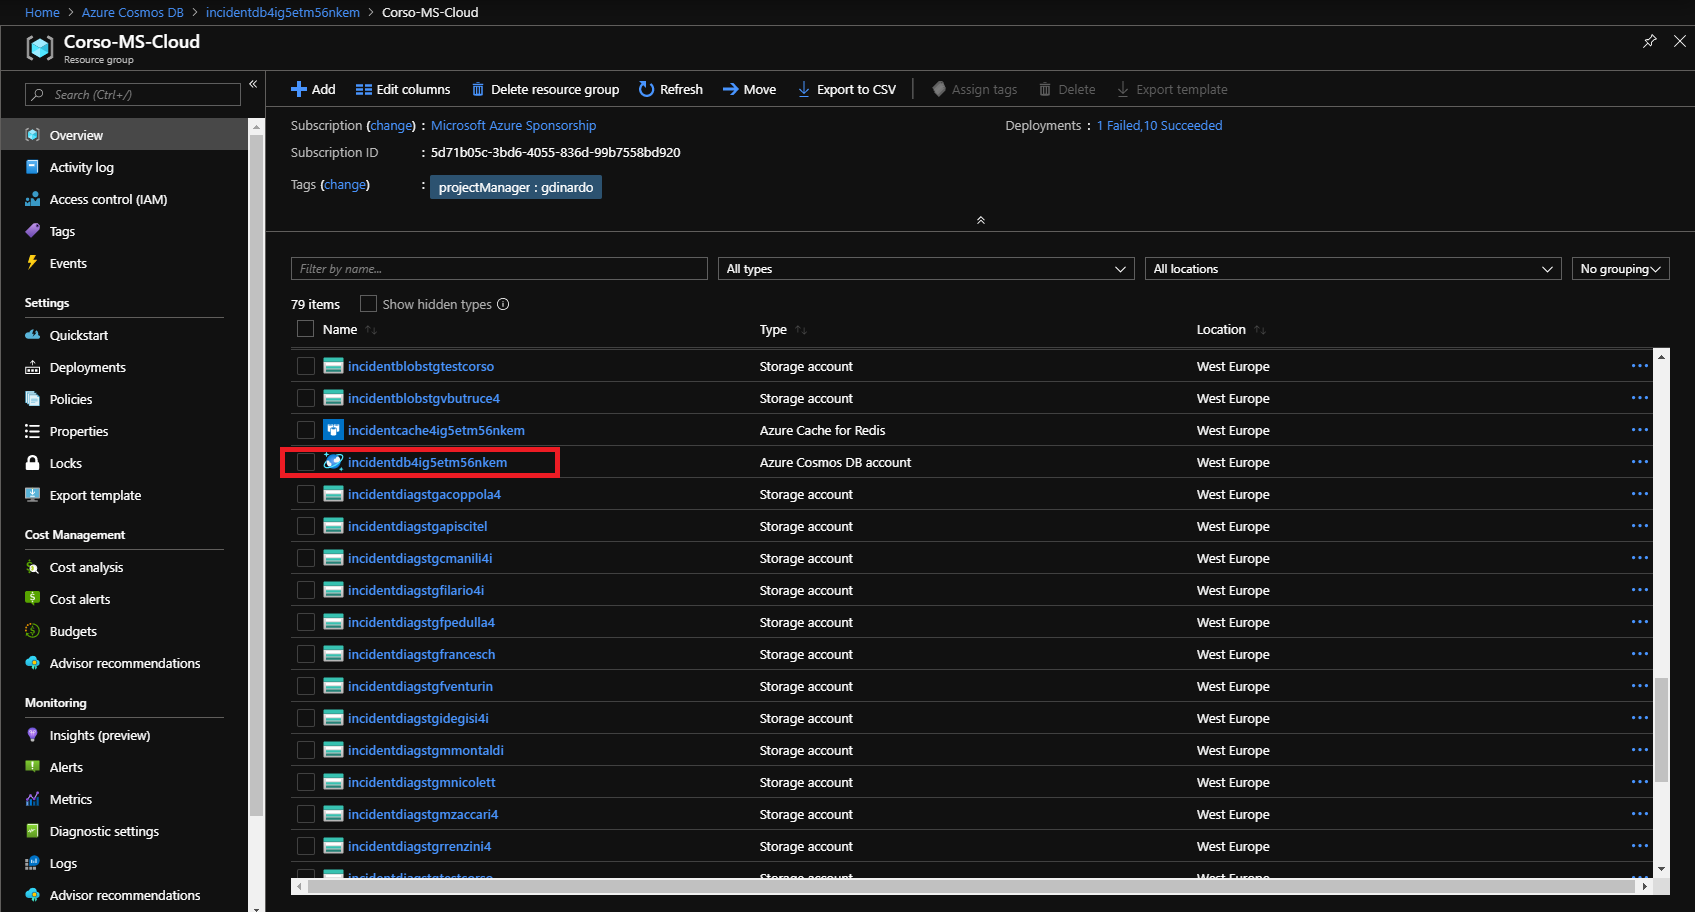 Home > Azure Cosmos DB > incidentdb4ig5etm56nkem > Corso-MS-Cloud
Corso-MS-Cloud
Resource group
Search (Ctrl+/)
Overview
Activity log
Access control (IAM)
Tags
Events
Settings
Quickstart
Deployments
Policies
Properties
Locks
Export template
Cost Management
Cost analysis
Cost alerts
Budgets
Advisor recommendations
Monitoring
Insights (preview)
Alerts
Metrics
Diagnostic settings
Logs
Advisor recommendations
Add Edit columns Delete resource group Refresh Move Export to CSV Assign tags Delete Export template
Subscription (change) : Microsoft Azure Sponsorship
Deployments : 1 Failed,10 Succeeded
Subscription ID : 5d71b05c-3bd6-4055-836d-99b7558bd920
Tags (change) : projectManager : gdinardo
Filter by name... All types All locations No grouping
79 items Show hidden types
Name Type Location
incidentblobstgtestcorso Storage account West Europe
incidentblobstgvbutruce4 Storage account West Europe
incidentcache4ig5etm56nkem Azure Cache for Redis West Europe
incidentdb4ig5etm56nkem Azure Cosmos DB account West Europe
incidentdiagstgacoppola4 Storage account West Europe
incidentdiagstgapiscitel Storage account West Europe
incidentdiagstgcmanili4i Storage account West Europe
incidentdiagstgfilario4i Storage account West Europe
incidentdiagstgfpedulla4 Storage account West Europe
incidentdiagstgfrancesch Storage account West Europe
incidentdiagstgfventurin Storage account West Europe
incidentdiagstgidegisi4i Storage account West Europe
incidentdiagstgmmontaldi Storage account West Europe
incidentdiagstgmnicolett Storage account West Europe
incidentdiagstgmzaccari4 Storage account West Europe
incidentdiagstgrrenzini4 Storage account West Europe
incidentdiagstgtestcorso Storage account West Europe